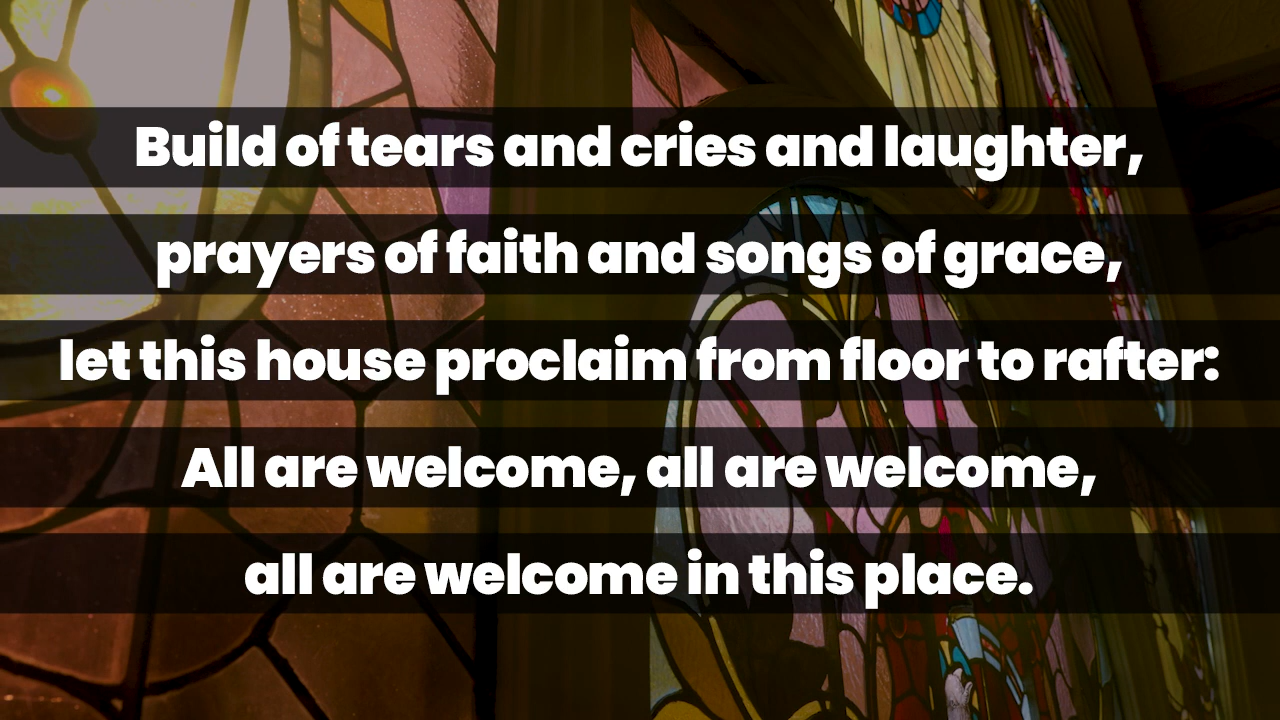 Build of tears and cries and laughter,
prayers of faith and songs of grace,
let this house proclaim from floor to rafter:
All are welcome, all are welcome,
all are welcome in this place.